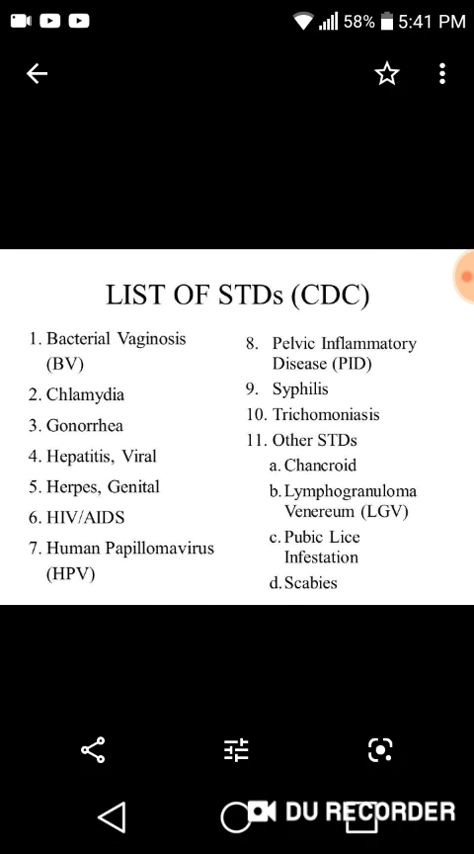 58% 5:41 PM
LIST OF STDs (CDC)
1. Bacterial Vaginosis
(BV)
2. Chlamydia
3. Gonorrhea
4. Hepatitis, Viral
5. Herpes, Genital
6. HIV/AIDS
7. Human Papillomavirus
(HPV)
8. Pelvic Inflammatory
Disease (PID)
9. Syphilis
10. Trichomoniasis
11. Other STDs
a. Chancroid
b. Lymphogranuloma
Venereum (LGV)
c. Pubic Lice
Infestation
d. Scabies
DU RECORDER